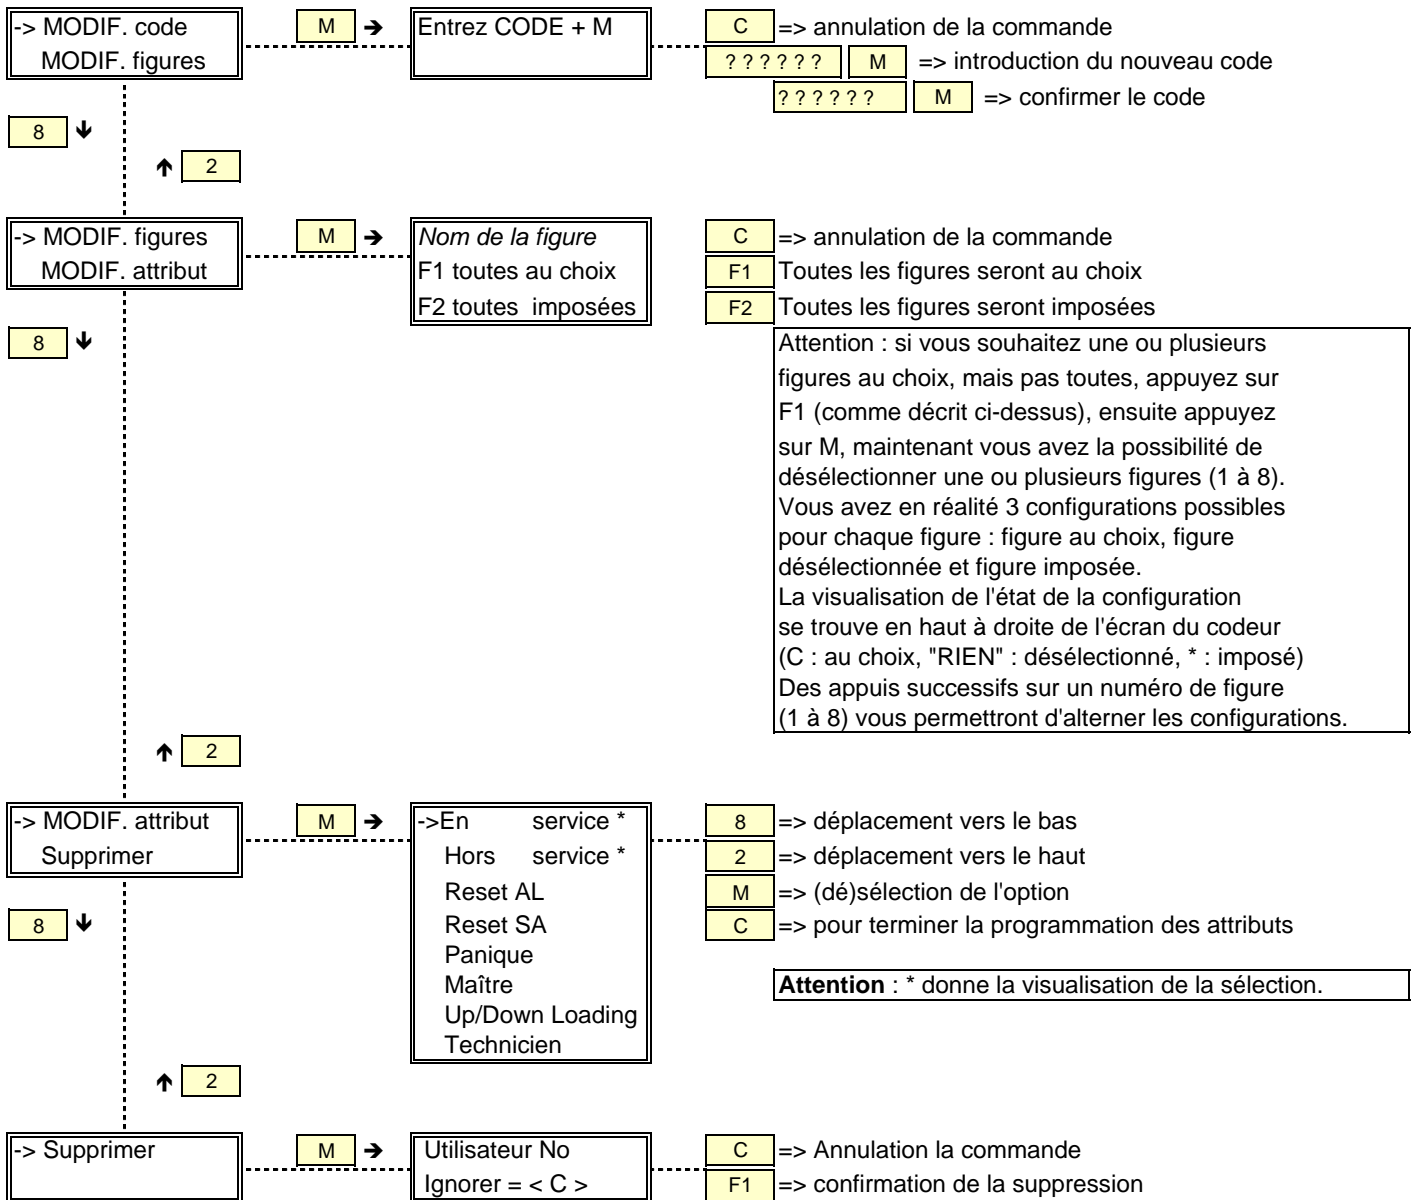 -> MODIF. code
MODIF. figures
M ➔
Entrez CODE + M
C => annulation de la commande
? ? ? ? ? ? M => introduction du nouveau code
? ? ? ? ? ? M => confirmer le code
8 🡻
🡹 2
-> MODIF. figures
MODIF. attribut
M ➔
Nom de la figure
F1 toutes au choix
F2 toutes imposées
C => annulation de la commande
F1 Toutes les figures seront au choix
F2 Toutes les figures seront imposées
8 🡻
Attention : si vous souhaitez une ou plusieurs
figures au choix, mais pas toutes, appuyez sur
F1 (comme décrit ci-dessus), ensuite appuyez
sur M, maintenant vous avez la possibilité de
désélectionner une ou plusieurs figures (1 à 8).
Vous avez en réalité 3 configurations possibles
pour chaque figure : figure au choix, figure
désélectionnée et figure imposée.
La visualisation de l'état de la configuration
se trouve en haut à droite de l'écran du codeur
(C : au choix, "RIEN" : désélectionné, * : imposé)
Des appuis successifs sur un numéro de figure
(1 à 8) vous permettront d'alterner les configurations.
🡹 2
-> MODIF. attribut
Supprimer
M ➔
->En service *
Hors service *
Reset AL
Reset SA
Panique
Maître
Up/Down Loading
Technicien
8 => déplacement vers le bas
2 => déplacement vers le haut
M => (dé)sélection de l'option
C => pour terminer la programmation des attributs
8 🡻
Attention : * donne la visualisation de la sélection.
🡹 2
-> Supprimer
M ➔
Utilisateur No
Ignorer = < C >
C => Annulation la commande
F1 => confirmation de la suppression